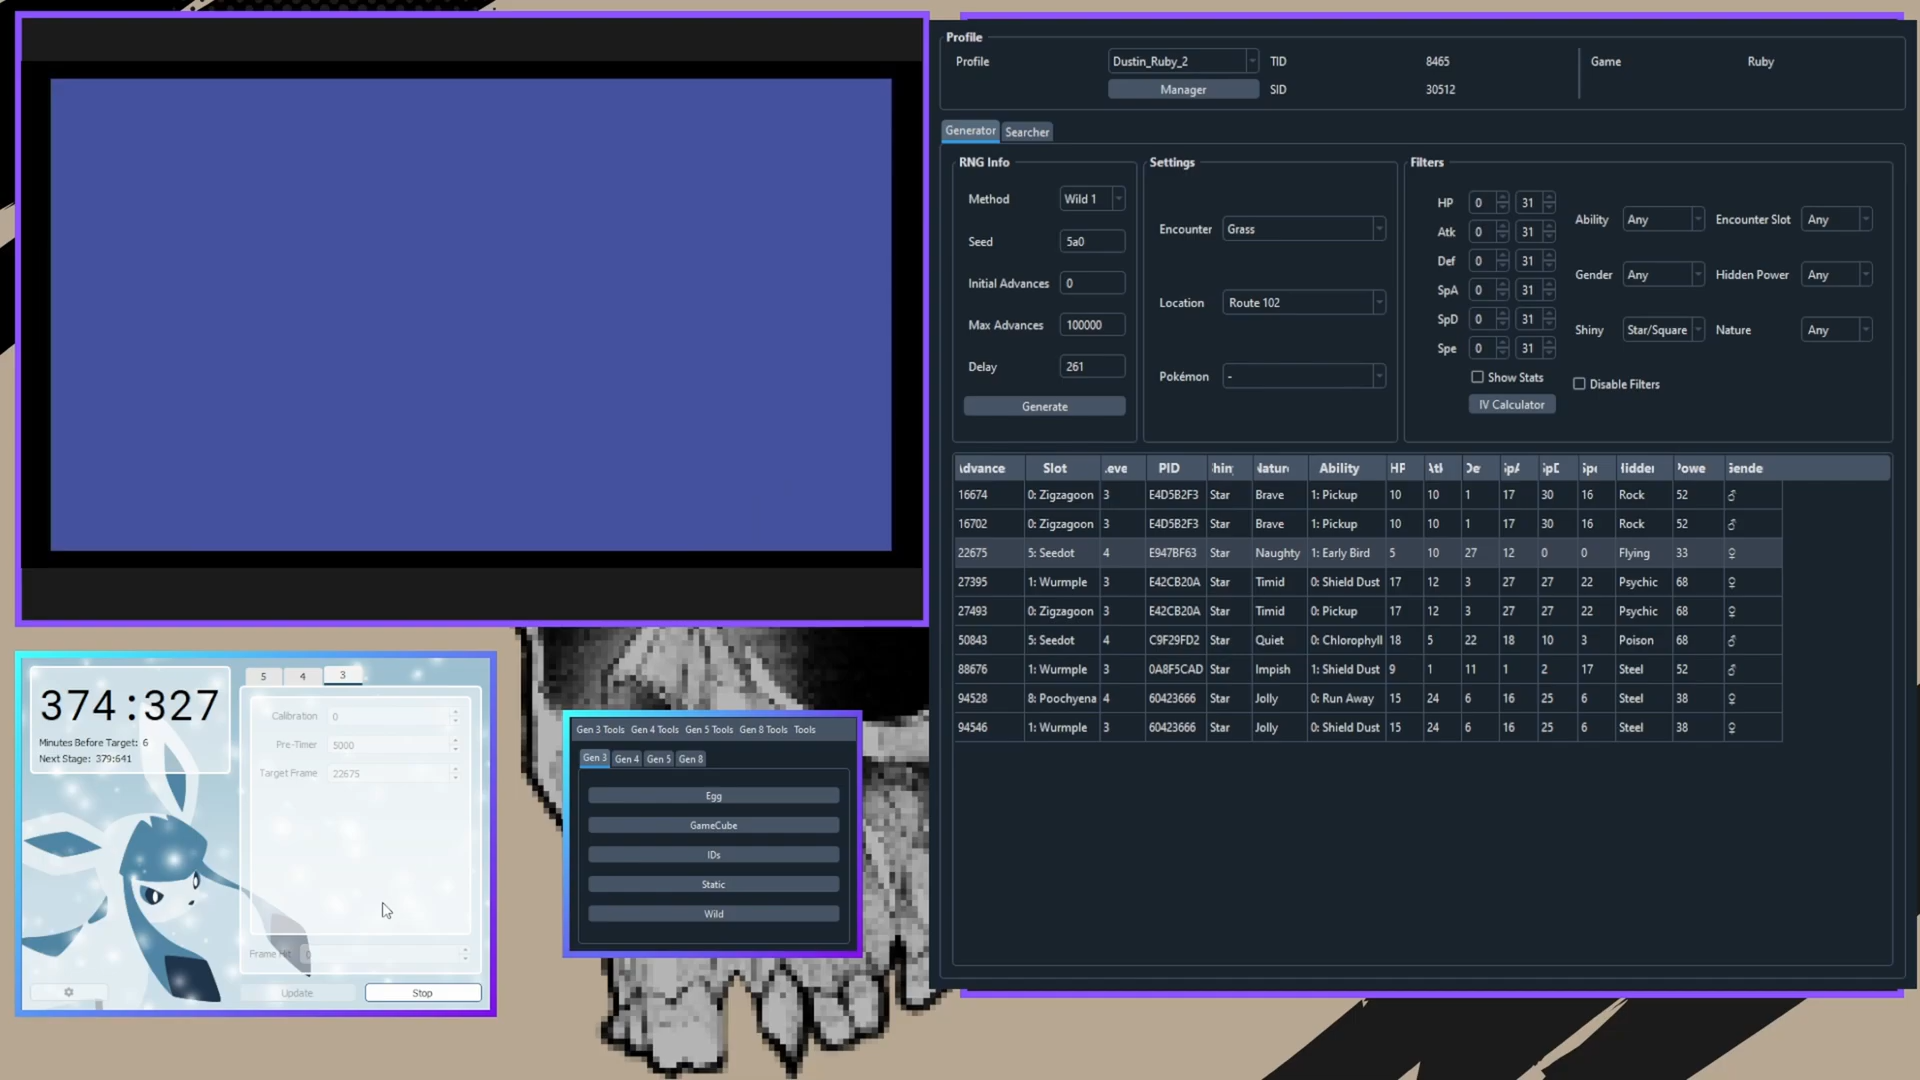 Profile
Profile Dustin_Ruby_2 TID 8465 Game Ruby
Manager SID 30512
Generator Searcher
RNG Info
Method Wild 1
Seed 5a0
Initial Advances 0
Max Advances 100000
Delay 261
Generate
Settings
Encounter Grass
Location Route 102
Pokémon -
Filters
HP 0 31
Atk 0 31
Def 0 31
SpA 0 31
SpD 0 31
Spe 0 31
Show Stats
IV Calculator
Ability Any Encounter Slot Any
Gender Any Hidden Power Any
Shiny Star/Square Nature Any
Disable Filters
Advance Slot Leve PID Shin Nature Ability HP Atk De SpA SpD Spe Hidder Powe Gende
16674 0: Zigzagoon 3 E4D5B2F3 Star Brave 1: Pickup 10 10 1 17 30 16 Rock 52 ♂
16702 0: Zigzagoon 3 E4D5B2F3 Star Brave 1: Pickup 10 10 1 17 30 16 Rock 52 ♂
22675 5: Seedot 4 E947BF63 Star Naughty 1: Early Bird 5 10 27 12 0 0 Flying 33 ♀
27395 1: Wurmple 3 E42CB20A Star Timid 0: Shield Dust 17 12 3 27 27 22 Psychic 68 ♀
27493 0: Zigzagoon 3 E42CB20A Star Timid 0: Pickup 17 12 3 27 27 22 Psychic 68 ♀
50843 5: Seedot 4 C9F29FD2 Star Quiet 0: Chlorophyll 18 5 22 18 10 3 Poison 68 ♂
88676 1: Wurmple 3 0A8F5CAD Star Impish 1: Shield Dust 9 1 11 1 2 17 Steel 52 ♂
94528 8: Poochyena 4 60423666 Star Jolly 0: Run Away 15 24 6 16 25 6 Steel 38 ♀
94546 1: Wurmple 3 60423666 Star Jolly 0: Shield Dust 15 24 6 16 25 6 Steel 38 ♀
374:327
Minutes Before Target: 6
Next Stage: 379:641
5 4 3
Calibration 0
Pre-Timer 5000
Target Frame 22675
Frame Hit 0
Update Stop
Gen 3 Tools Gen 4 Tools Gen 5 Tools Gen 8 Tools Tools
Gen 3 Gen 4 Gen 5 Gen 8
Egg
GameCube
IDs
Static
Wild